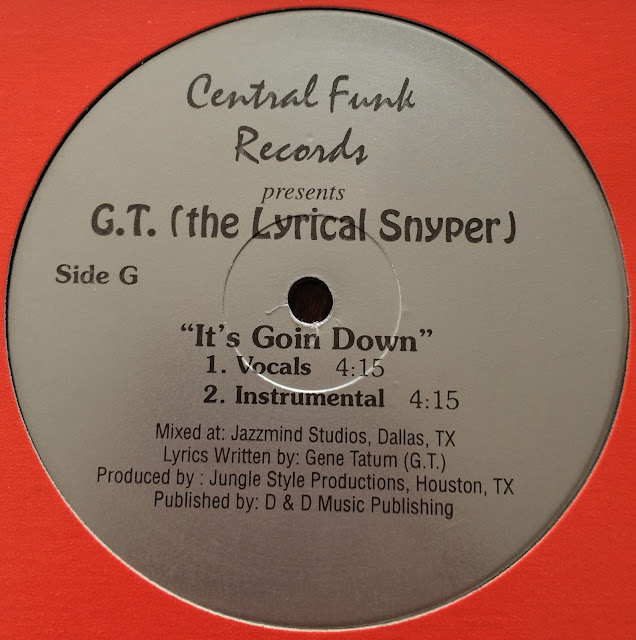 Central Funk
Records
presents
G.T. (the Lyrical Snyper)
Side G
"It's Goin Down"
1. Vocals 4:15
2. Instrumental 4:15
Mixed at: Jazzmind Studios, Dallas, TX
Lyrics Written by: Gene Tatum (G.T.)
Produced by : Jungle Style Productions, Houston, TX
Published by: D & D Music Publishing